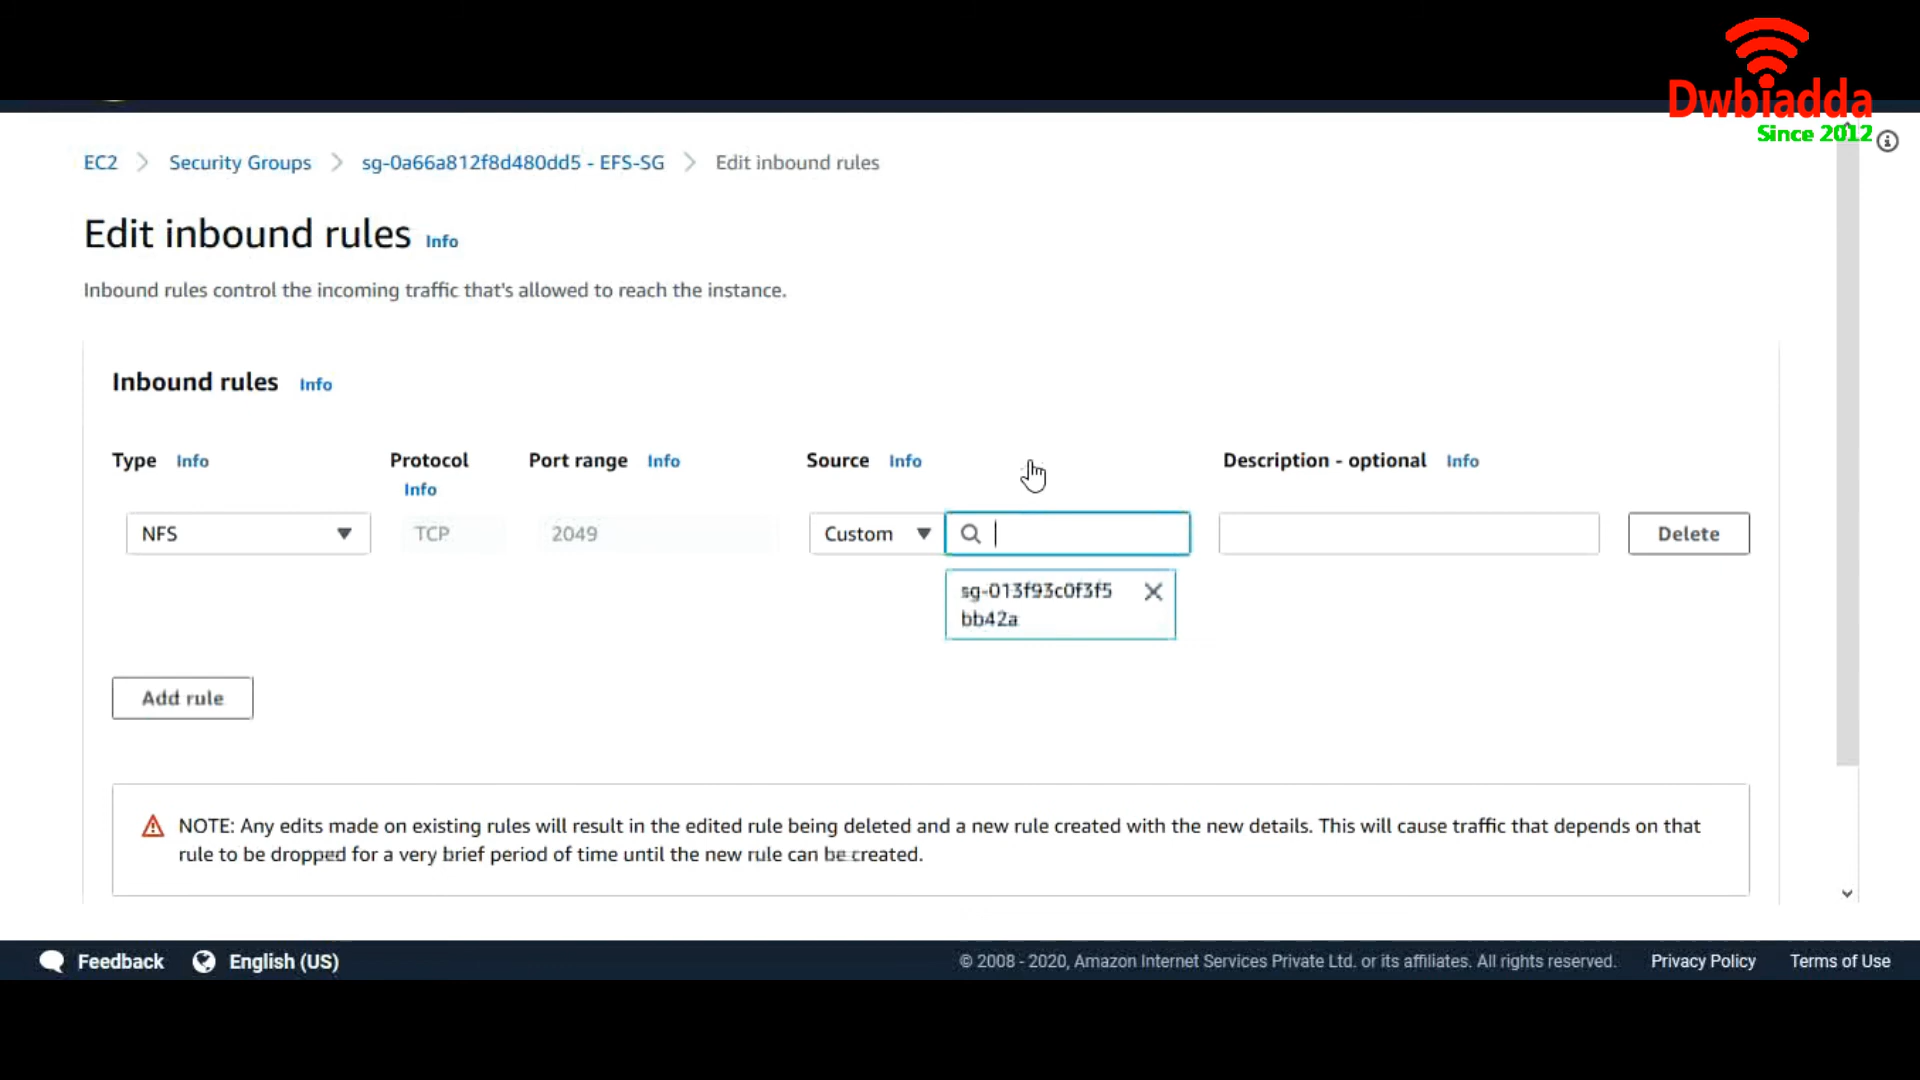 Dwbiadda
Since 2012
EC2 Security Groups sg-0a66a812f8d480dd5 - EFS-SG Edit inbound rules
Edit inbound rules Info
Inbound rules control the incoming traffic that's allowed to reach the instance.
Inbound rules Info
Type Info Protocol Info Port range Info Source Info Description - optional Info
NFS TCP 2049 Custom Delete
sg-013f93c0f3f5
bb42a
Add rule
NOTE: Any edits made on existing rules will result in the edited rule being deleted and a new rule created with the new details. This will cause traffic that depends on that
rule to be dropped for a very brief period of time until the new rule can be created.
Feedback English (US) © 2008 - 2020, Amazon Internet Services Private Ltd. or its affiliates. All rights reserved. Privacy Policy Terms of Use